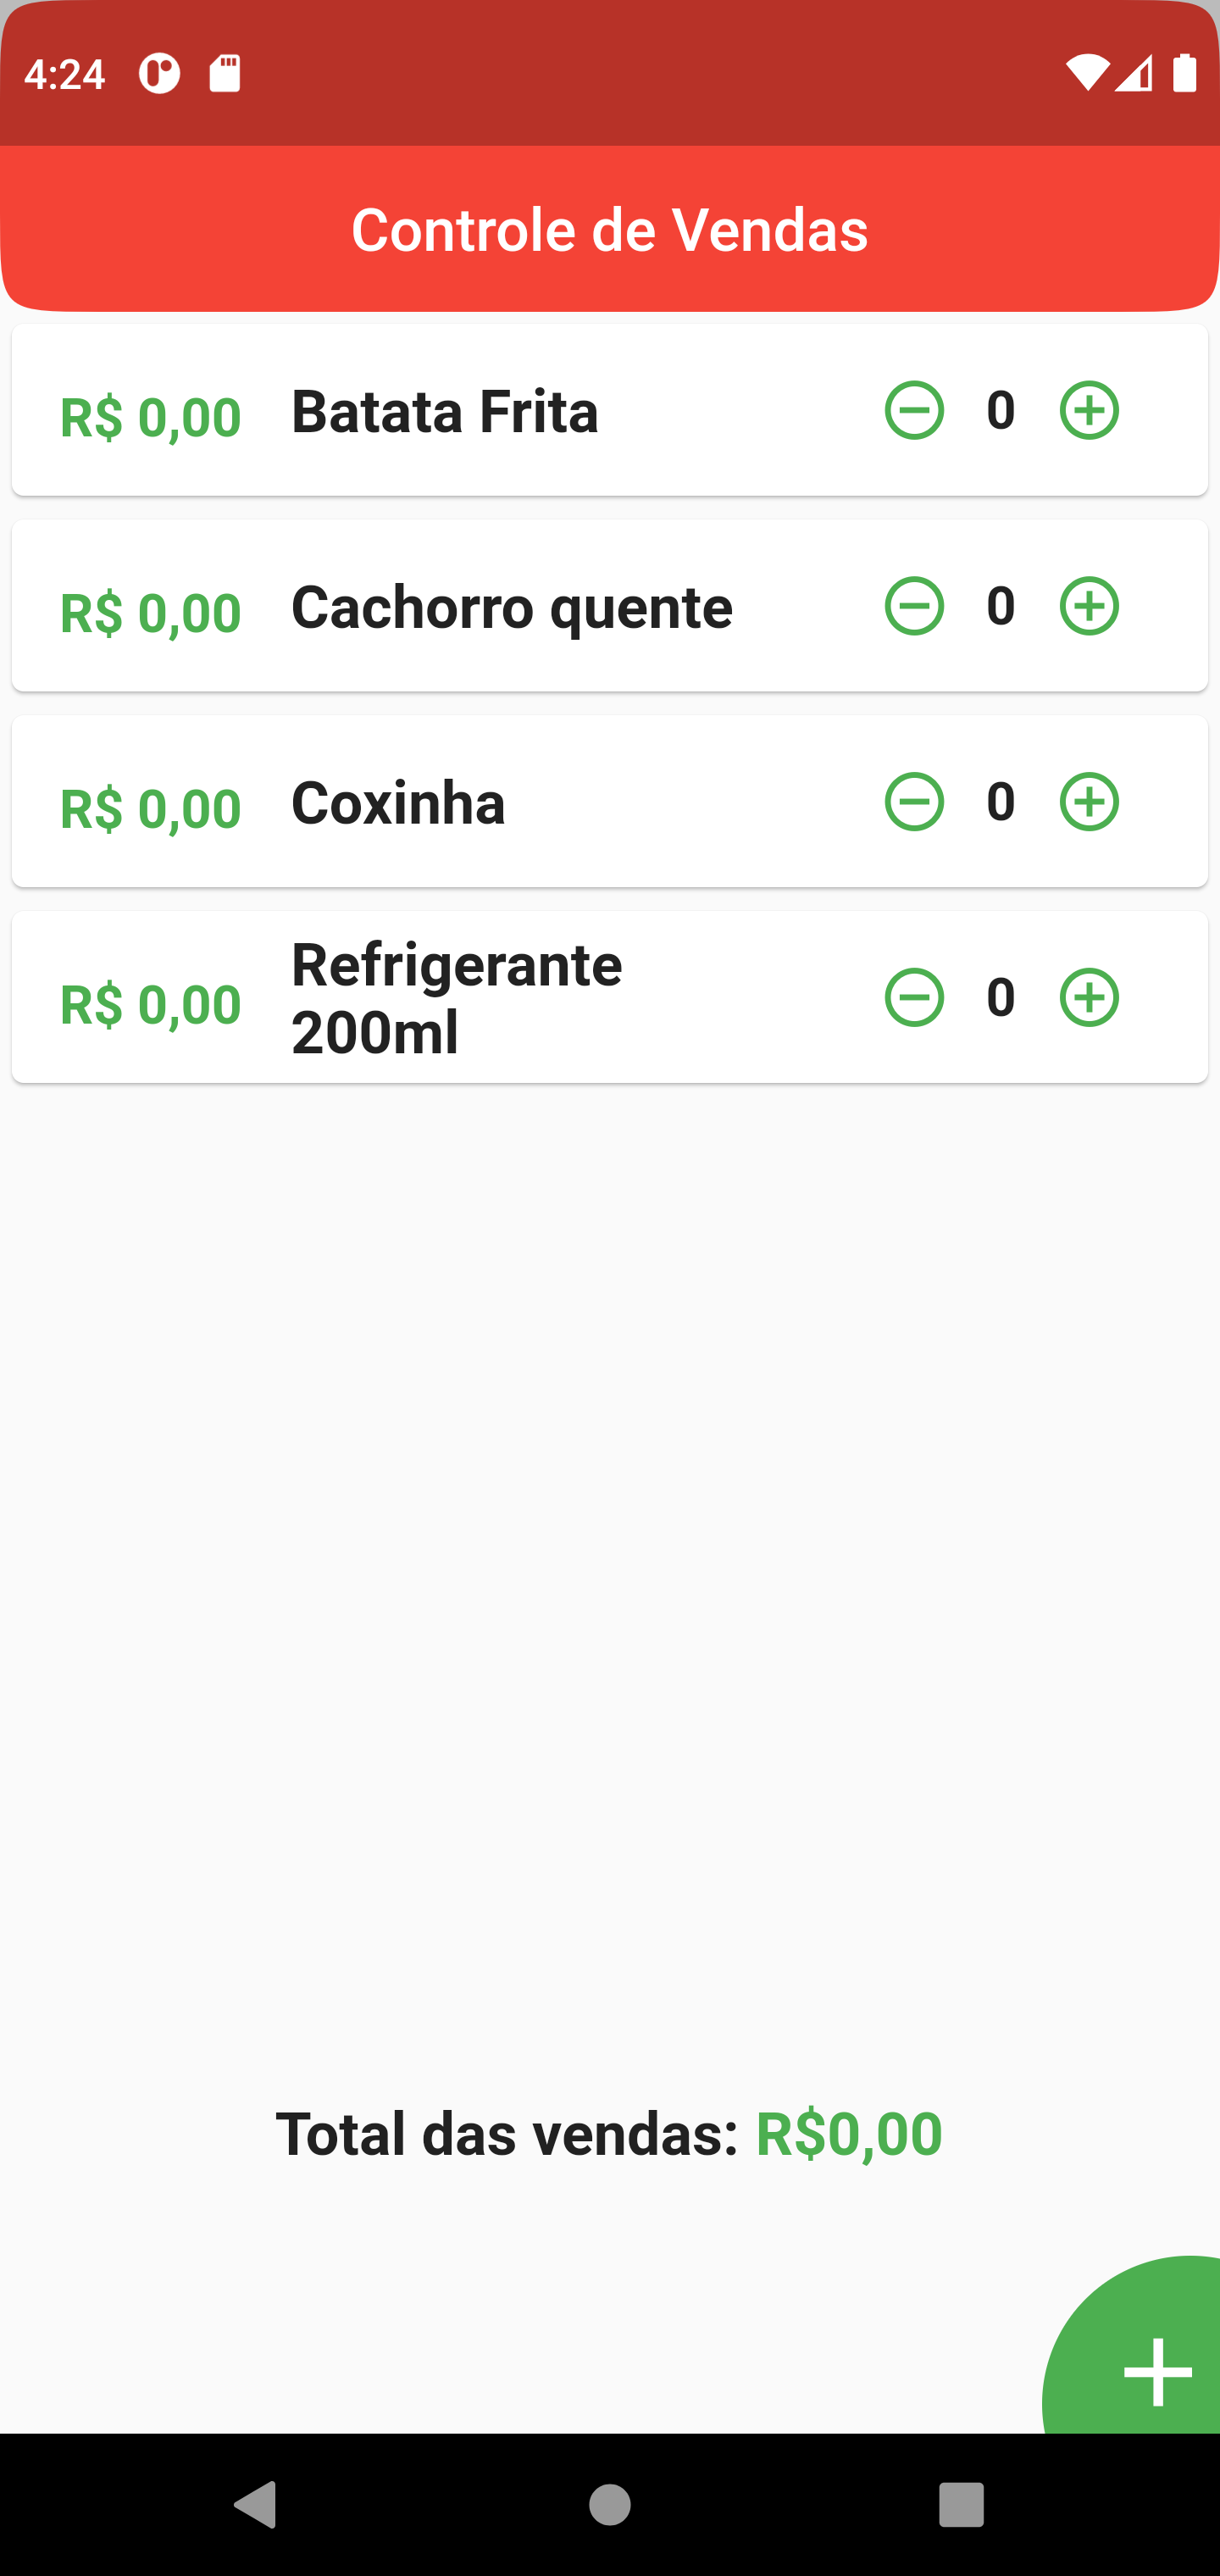 4:24
Controle de Vendas
R$ 0,00 Batata Frita 0
R$ 0,00 Cachorro quente 0
R$ 0,00 Coxinha 0
R$ 0,00 Refrigerante
200ml 0
Total das vendas: R$0,00